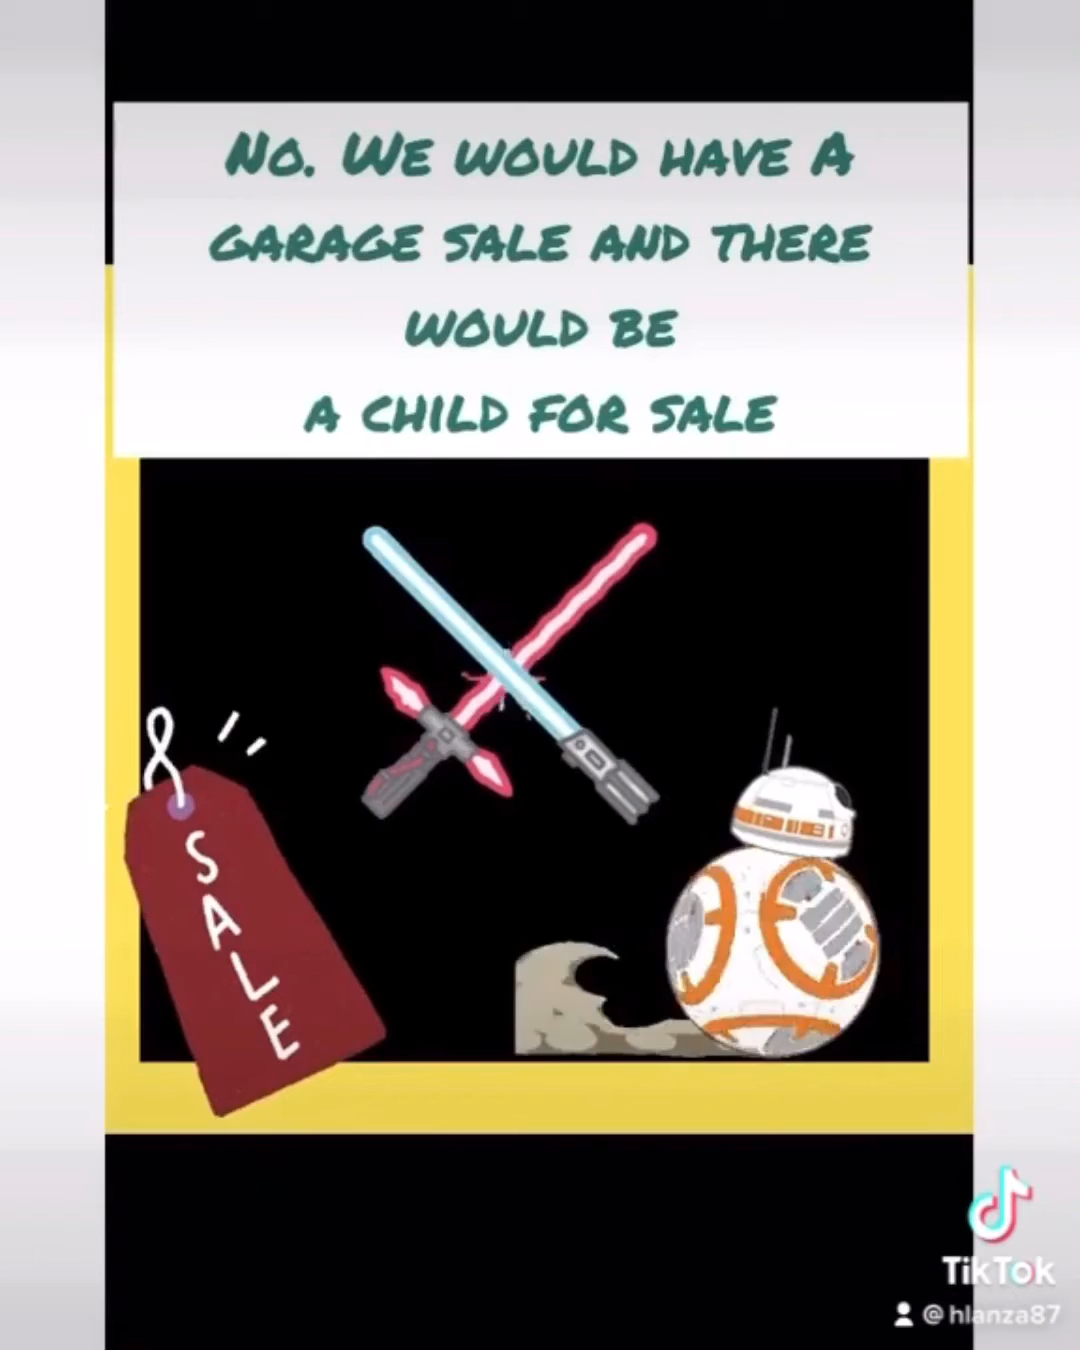 No. We would have A
garage sale and there
would be
a child for sale
SALE
TikTok
@hlanza87